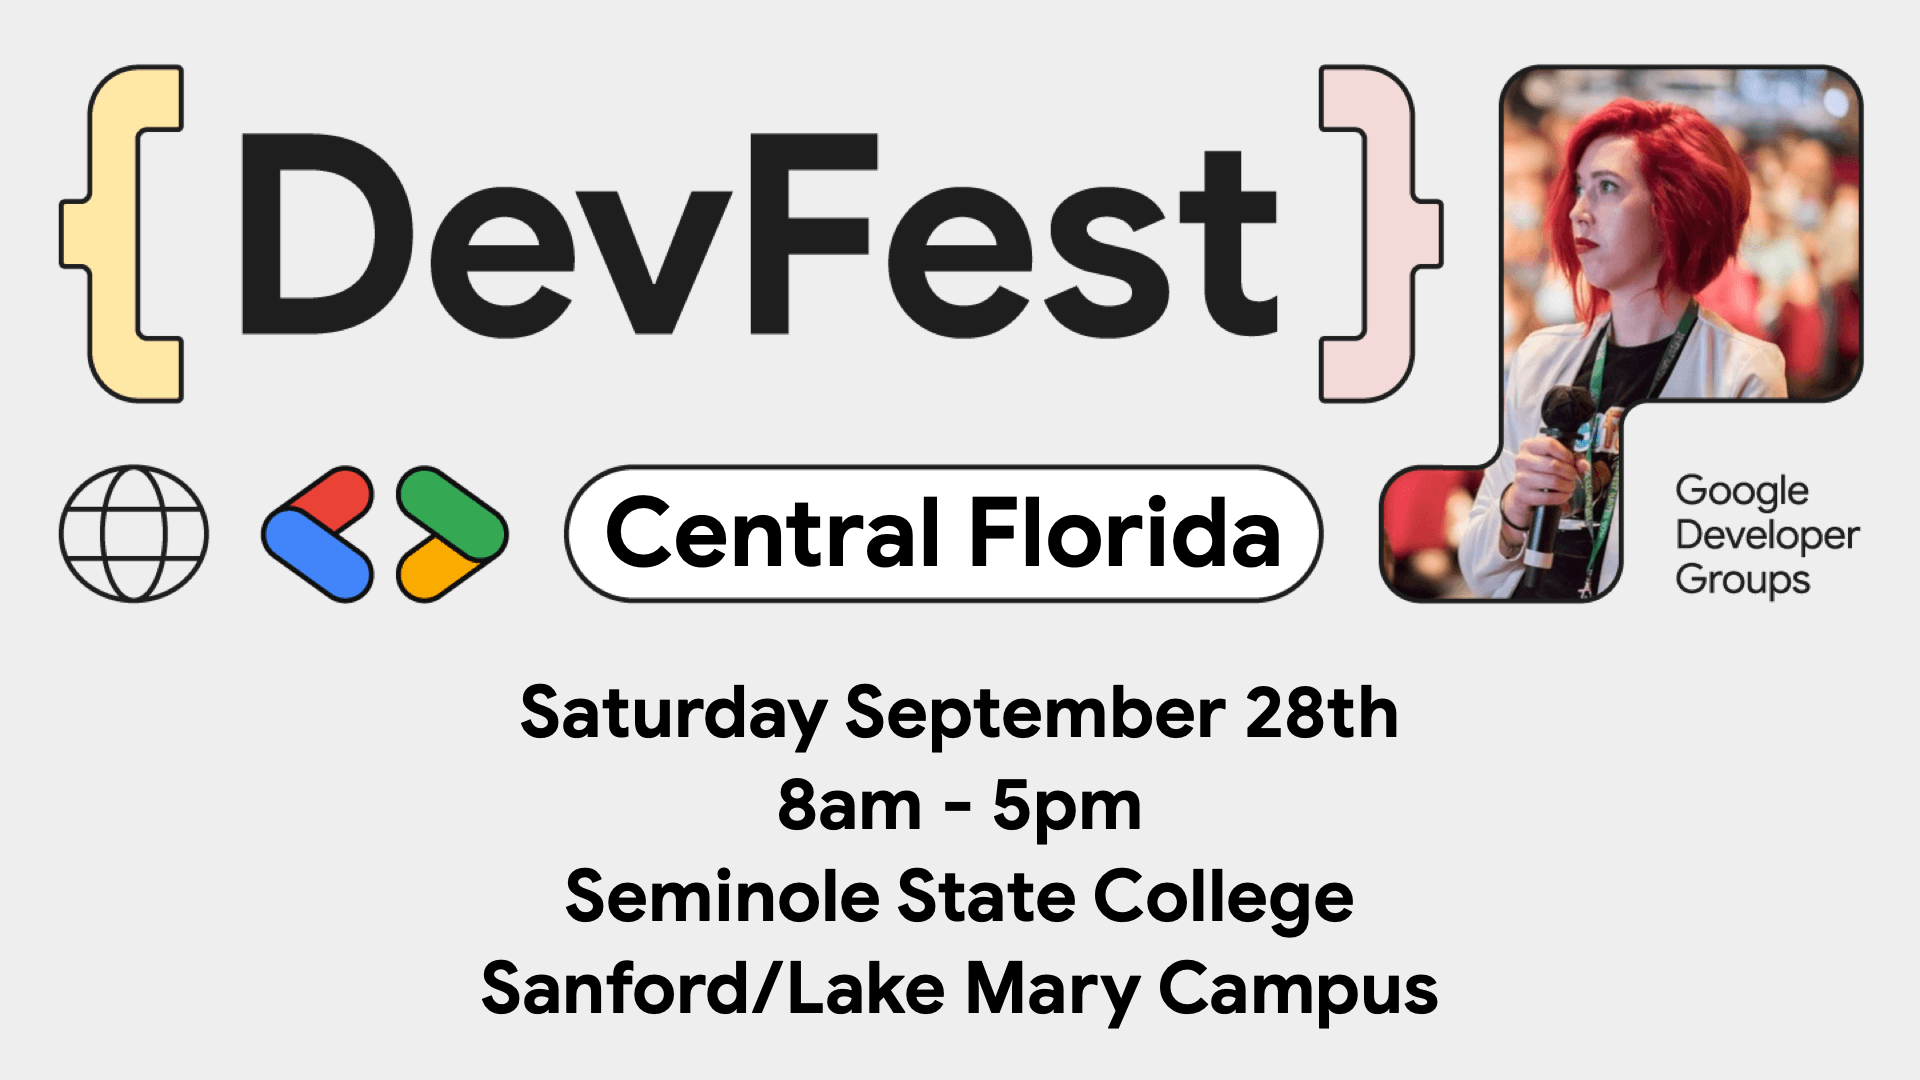 { DevFest }
Central Florida
Google
Developer
Groups
Saturday September 28th
8am - 5pm
Seminole State College
Sanford/Lake Mary Campus